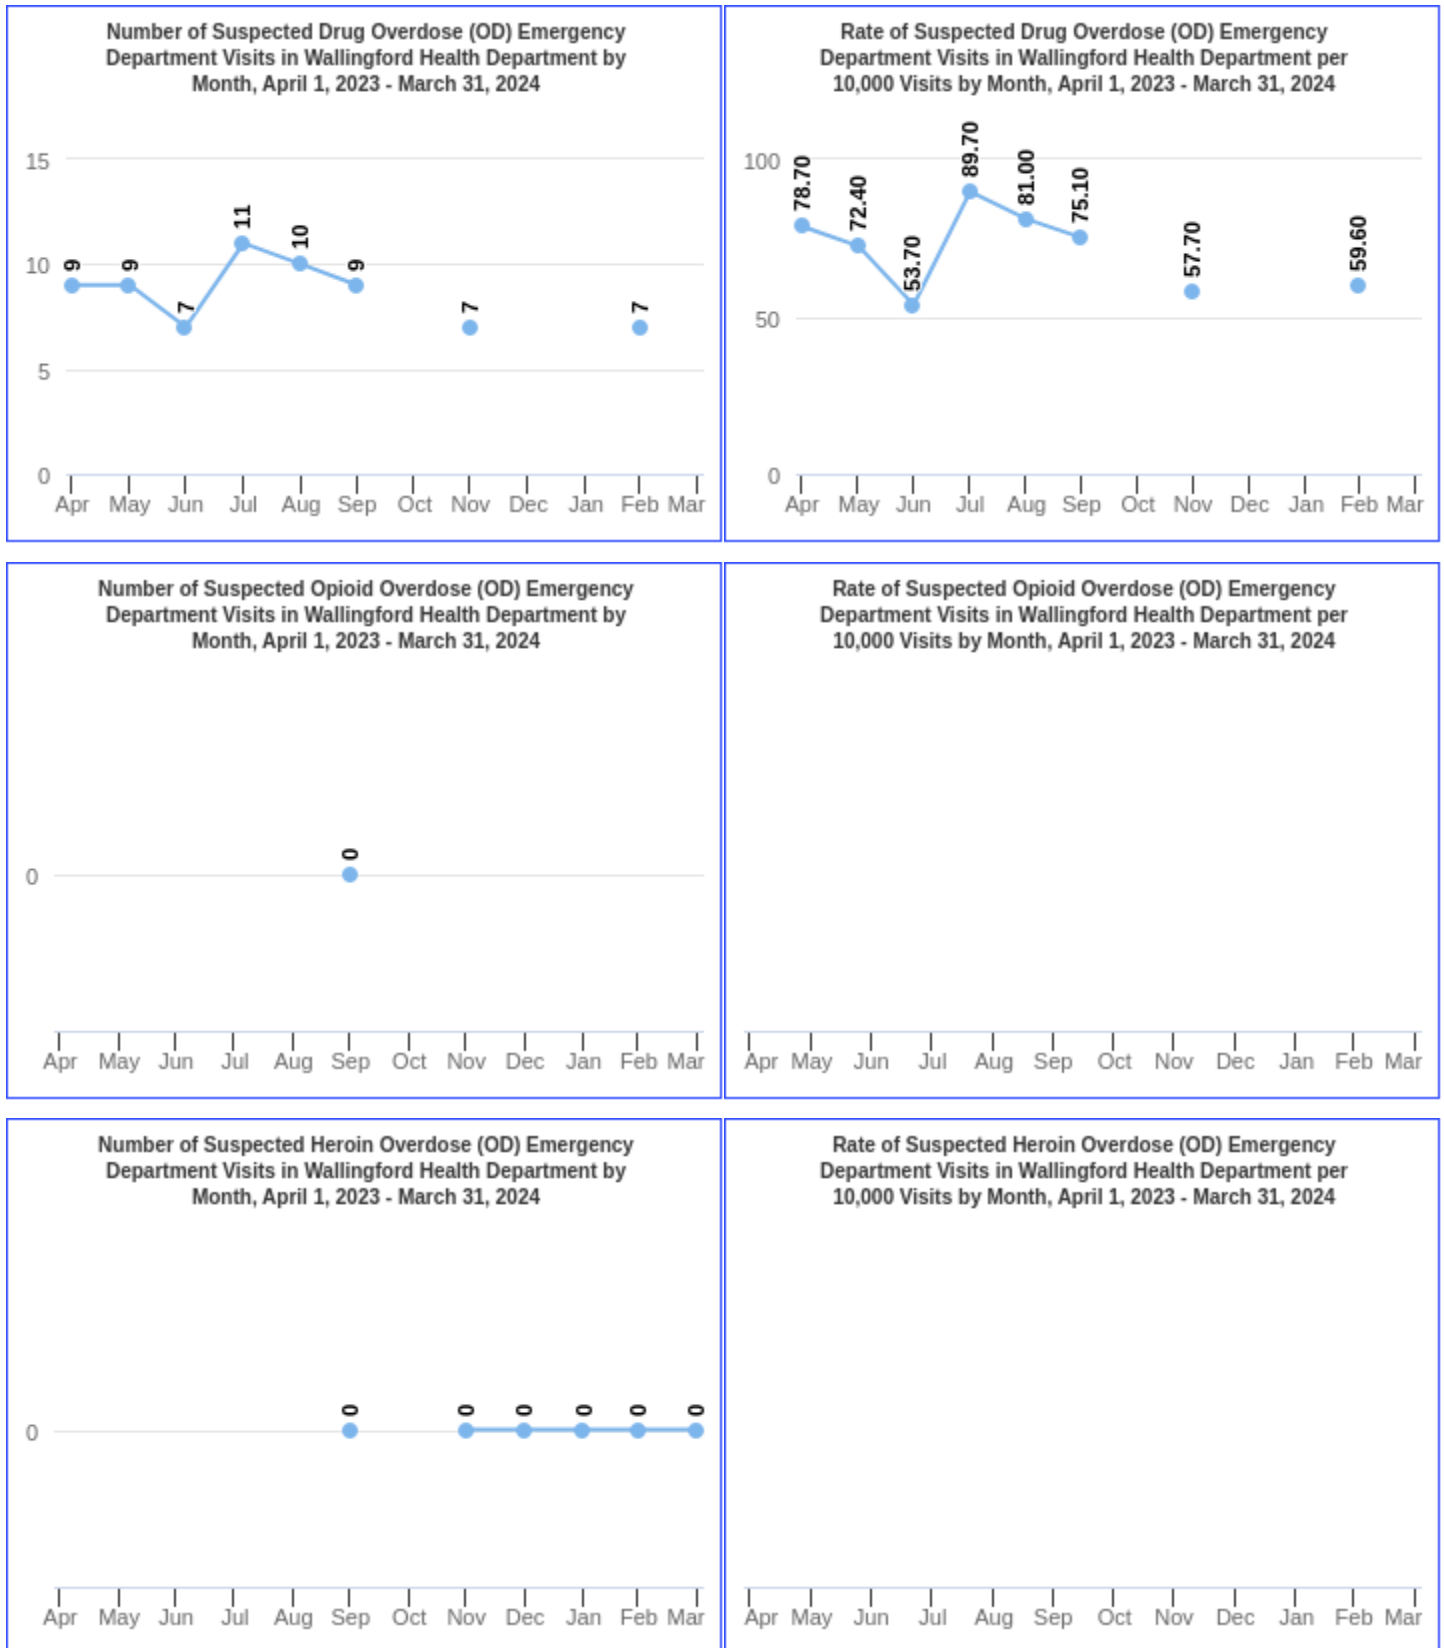 Number of Suspected Drug Overdose (OD) Emergency
Department Visits in Wallingford Health Department by
Month, April 1, 2023 - March 31, 2024
15
10
5
0
9
9
7
11
10
9
7
7
Apr May Jun Jul Aug Sep Oct Nov Dec Jan Feb Mar
Rate of Suspected Drug Overdose (OD) Emergency
Department Visits in Wallingford Health Department per
10,000 Visits by Month, April 1, 2023 - March 31, 2024
100
50
0
78.70
72.40
53.70
89.70
81.00
75.10
57.70
59.60
Apr May Jun Jul Aug Sep Oct Nov Dec Jan Feb Mar
Number of Suspected Opioid Overdose (OD) Emergency
Department Visits in Wallingford Health Department by
Month, April 1, 2023 - March 31, 2024
0
0
Apr May Jun Jul Aug Sep Oct Nov Dec Jan Feb Mar
Rate of Suspected Opioid Overdose (OD) Emergency
Department Visits in Wallingford Health Department per
10,000 Visits by Month, April 1, 2023 - March 31, 2024
Apr May Jun Jul Aug Sep Oct Nov Dec Jan Feb Mar
Number of Suspected Heroin Overdose (OD) Emergency
Department Visits in Wallingford Health Department by
Month, April 1, 2023 - March 31, 2024
0
0
0
0
0
0
0
Apr May Jun Jul Aug Sep Oct Nov Dec Jan Feb Mar
Rate of Suspected Heroin Overdose (OD) Emergency
Department Visits in Wallingford Health Department per
10,000 Visits by Month, April 1, 2023 - March 31, 2024
Apr May Jun Jul Aug Sep Oct Nov Dec Jan Feb Mar